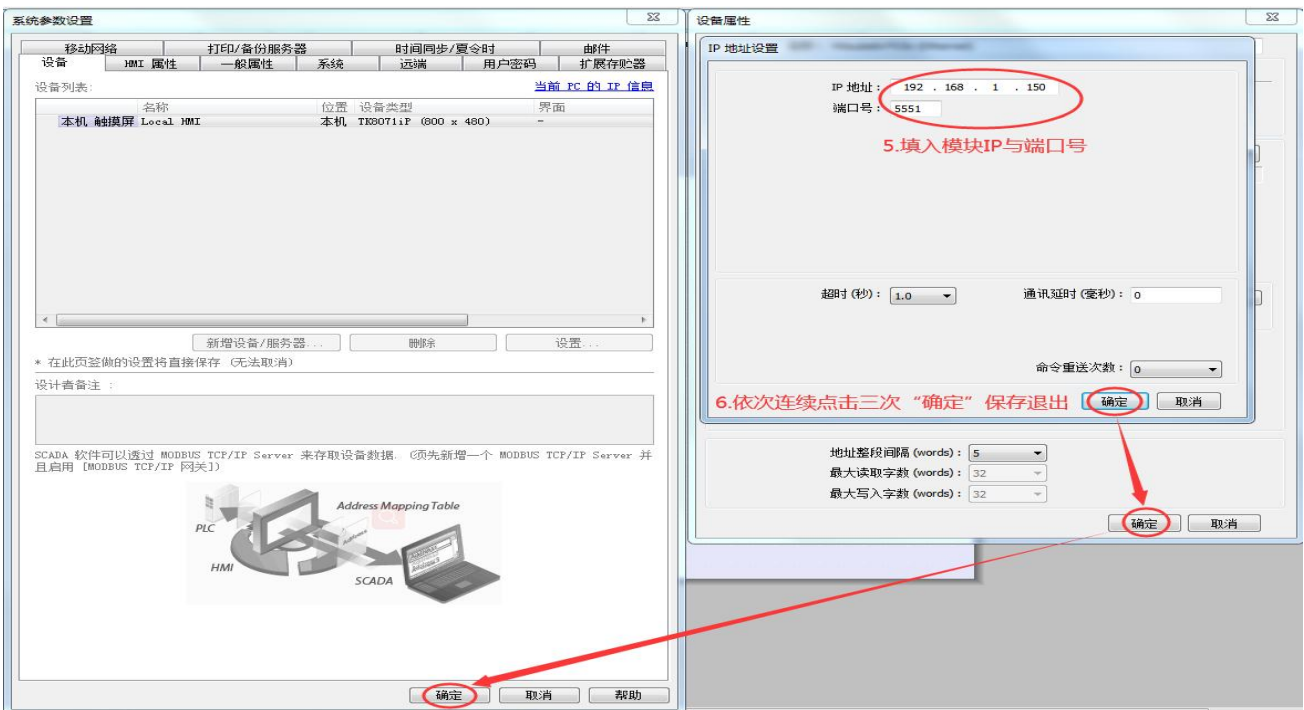 系统参数设置
移动网络 打印/备份服务器 时间同步/夏令时 邮件
设备 HMI 属性 一般属性 系统 远端 用户密码 扩展存贮器
设备列表: 当前 PC 的 IP 信息
名称 位置 设备类型 界面
本机 触摸屏 Local HMI 本机 TK8071iP (800 x 480) -
新增设备/服务器... 删除 设置...
* 在此页签做的设置将直接保存 (无法取消)
设计者备注 :
SCADA 软件可以透过 MODBUS TCP/IP Server 来存取设备数据. (须先新增一个 MODBUS TCP/IP Server 并
且启用 [MODBUS TCP/IP 网关])
Address Mapping Table
PLC
HMI
SCADA
确定 取消 帮助
设备属性
IP 地址设置
IP 地址: 192 . 168 . 1 . 150
端口号: 5551
5.填入模块IP与端口号
超时 (秒): 1.0 通讯延时 (毫秒): 0
命令重送次数: 0
6.依次连续点击三次“确定”保存退出 确定 取消
地址整段间隔 (words): 5
最大读取字数 (words): 32
最大写入字数 (words): 32
确定 取消